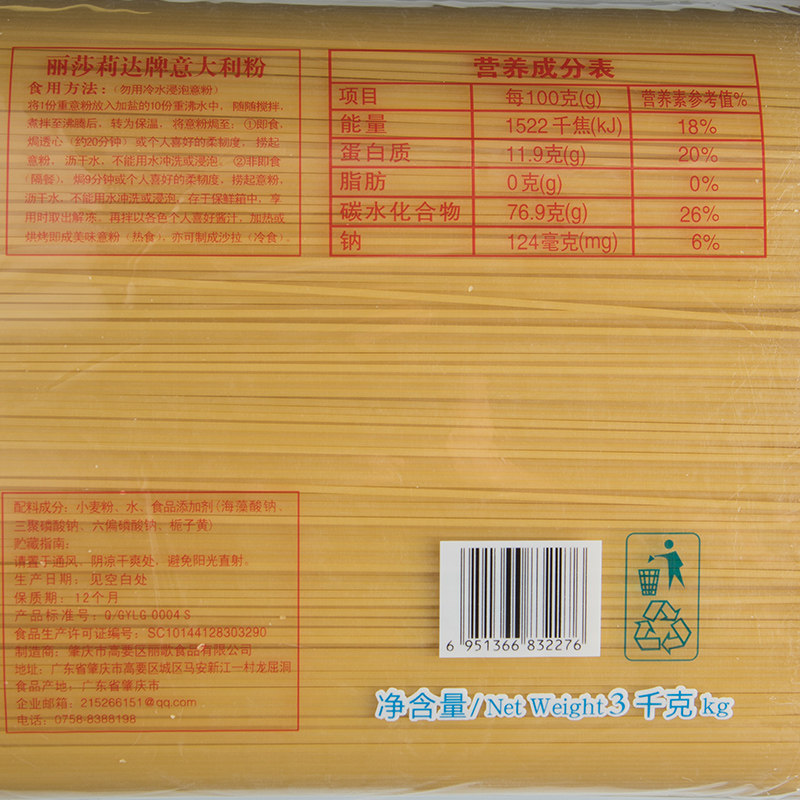 丽莎莉达牌意大利粉
食用方法：（勿用冷水浸泡意粉）
将1份重意粉放入加盐的10份重沸水中，随随搅拌，
煮拌至沸腾后，转为保温，将意粉焗至：①即食，
焗透心（约20分钟）或个人喜好的柔韧度，捞起
意粉，沥干水，不能用水冲洗或浸泡。②非即食
（隔餐），焗9分钟或个人喜好的柔韧度，捞起意粉，
沥干水，不能用水冲洗或浸泡，存于保鲜箱中，享
用时取出解冻，再拌以各色个人喜好酱汁，加热或
烘烤即成美味意粉（热食），亦可制成沙拉（冷食）。
营养成分表
项目 每100克(g) 营养素参考值%
能量 1522 千焦(kJ) 18%
蛋白质 11.9克(g) 20%
脂肪 0克(g) 0%
碳水化合物 76.9克(g) 26%
钠 124毫克(mg) 6%
配料成分：小麦粉、水、食品添加剂(海藻酸钠、
三聚磷酸钠、六偏磷酸钠、栀子黄)
贮藏指南：
请置于通风、阴凉干爽处，避免阳光直射。
生产日期：见空白处
保质期：12个月
产品标准号：Q/GYLG 0004 S
食品生产许可证编号：SC10144128303290
制造商：肇庆市高要区丽歌食品有限公司
地址：广东省肇庆市高要区城区马安新江一村龙屈洞
食品产地：广东省肇庆市
企业邮箱：215266151@qq.com
电话：0758-8388198
6 951366 832276
净含量/Net Weight 3 千克 kg